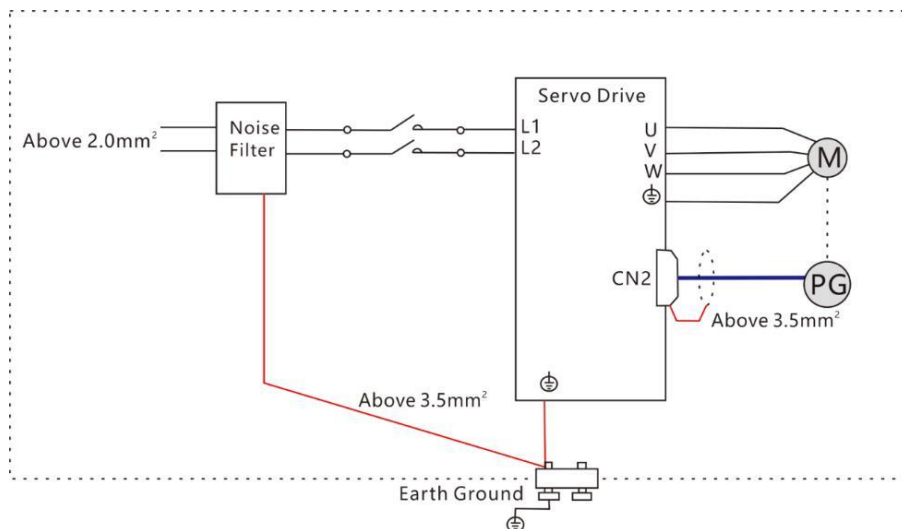 Servo Drive
Above 2.0mm²
Noise
Filter
L1
L2
U
V
W
M
CN2
PG
Above 3.5mm²
Above 3.5mm²
Earth Ground